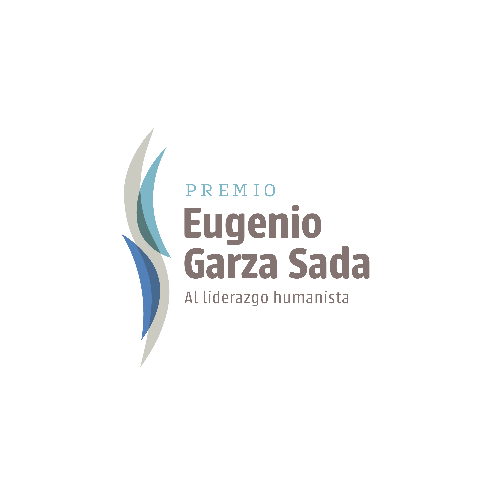 PREMIO
Eugenio
Garza Sada
Al liderazgo humanista